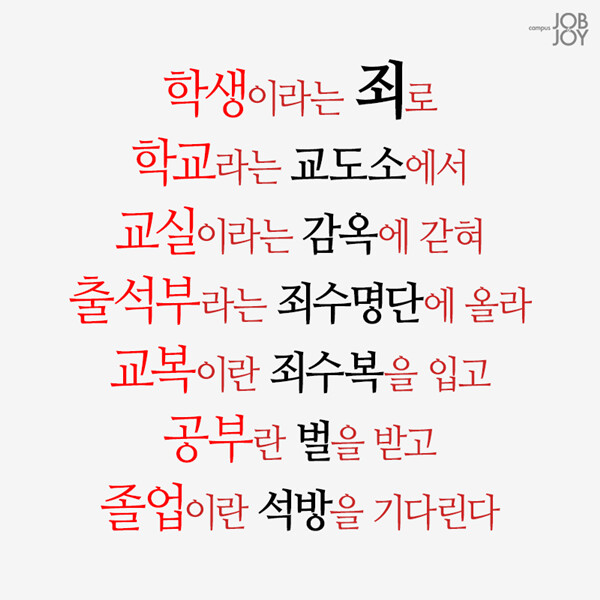 campus JOB
JOY
학생이라는 죄로
학교라는 교도소에서
교실이라는 감옥에 갇혀
출석부라는 죄수명단에 올라
교복이란 죄수복을 입고
공부란 벌을 받고
졸업이란 석방을 기다린다